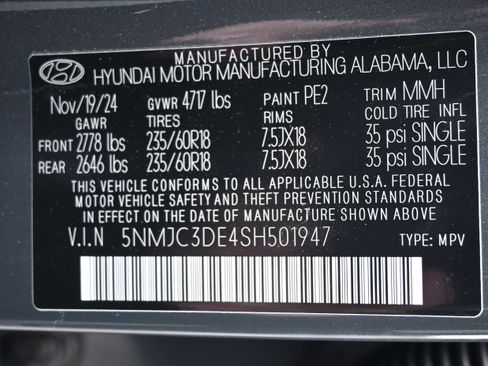 MANUFACTURED BY
HYUNDAI MOTOR MANUFACTURING ALABAMA, LLC
Nov/19/24 GVWR 4717 lbs PAINT PE2 TRIM MMH
GAWR TIRES RIMS COLD TIRE INFL
FRONT 2778 lbs 235/60R18 7.5JX18 35 psi SINGLE
REAR 2646 lbs 235/60R18 7.5JX18 35 psi SINGLE
THIS VEHICLE CONFORMS TO ALL APPLICABLE U.S.A. FEDERAL
MOTOR VEHICLE SAFETY AND THEFT PREVENTION STANDARDS
IN EFFECT ON THE DATE OF MANUFACTURE SHOWN ABOVE
V.I.N 5NMJC3DE4SH501947 TYPE: MPV